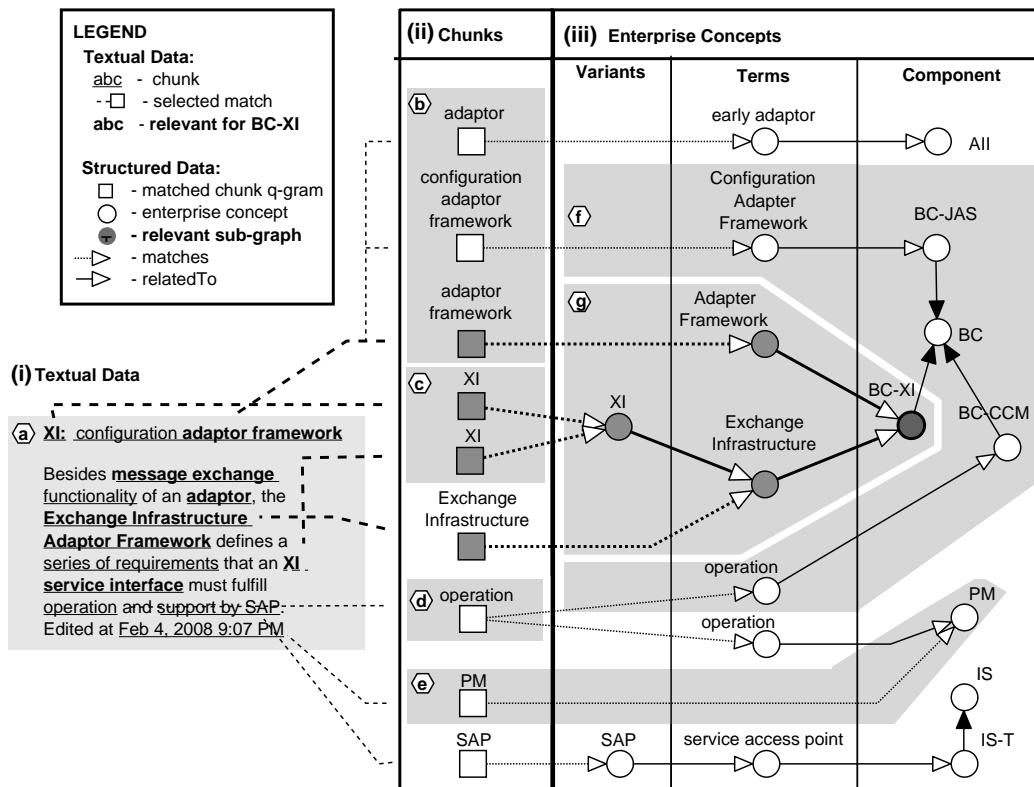 LEGEND
Textual Data:
abc - chunk
- selected match
abc - relevant for BC-XI
Structured Data:
- matched chunk q-gram
- enterprise concept
- relevant sub-graph
- matches
- relatedTo
(i) Textual Data
a XI: configuration adaptor framework
Besides message exchange
functionality of an adaptor, the
Exchange Infrastructure
Adaptor Framework defines a
series of requirements that an XI
service interface must fulfill
operation and support by SAP.
Edited at Feb 4, 2008 9:07 PM
(ii) Chunks
b
adaptor
configuration
adaptor
framework
adaptor
framework
c
XI
XI
Exchange
Infrastructure
d
operation
e
PM
SAP
(iii) Enterprise Concepts
Variants
Terms
Component
early adaptor
AII
f
Configuration
Adapter
Framework
BC-JAS
g
Adapter
Framework
BC
BC-XI
XI
Exchange
Infrastructure
BC-CCM
operation
operation
PM
IS
SAP
service access point
IS-T